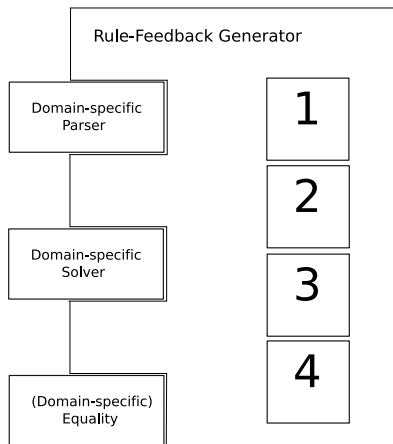 Rule-Feedback Generator
Domain-specific
Parser
1
2
Domain-specific
Solver
3
4
(Domain-specific)
Equality